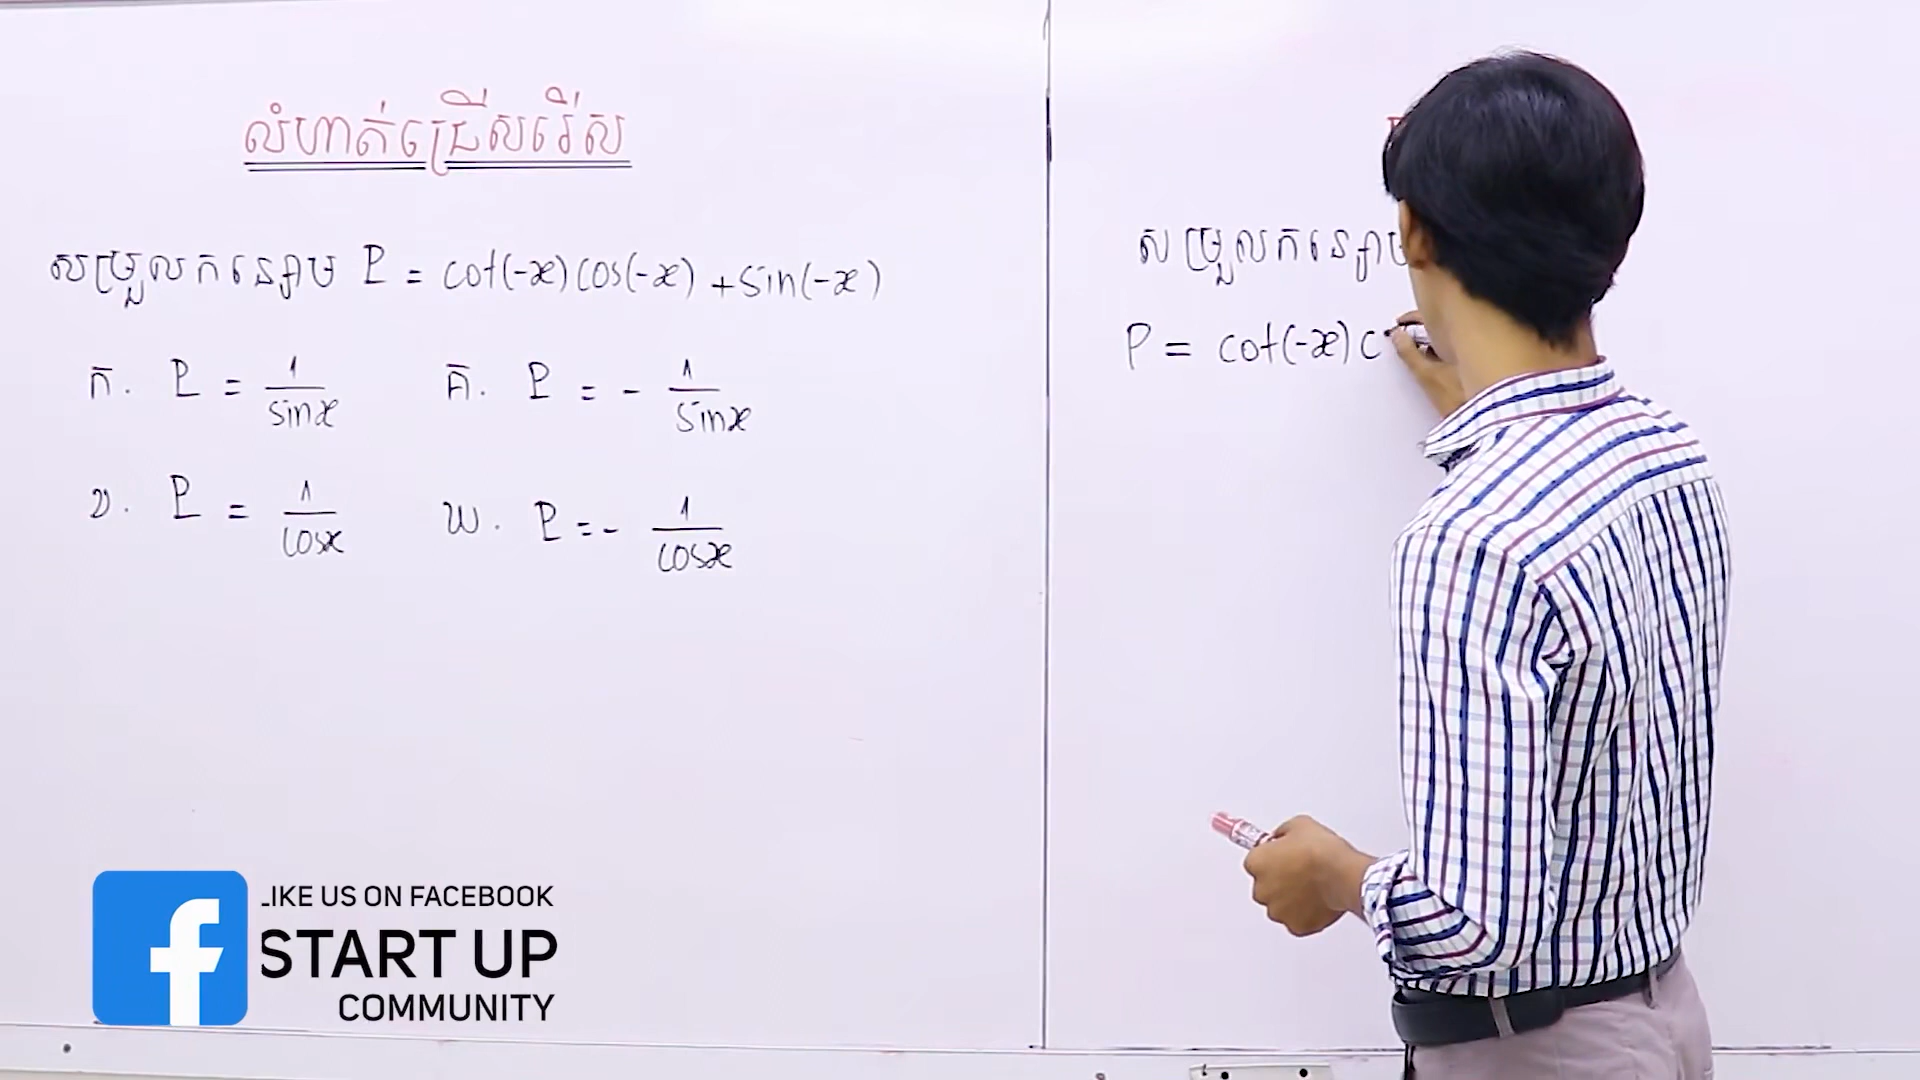 លំហាត់ជ្រើសរើស
សម្រួលកន្សោម P = cot(-x)cos(-x) + sin(-x)
ក. P = 1/sinx
គ. P = - 1/sinx
ខ. P = 1/cosx
ឃ. P = - 1/cosx
សម្រួលកន្សោម
P = cot(-x) c
LIKE US ON FACEBOOK
START UP
COMMUNITY